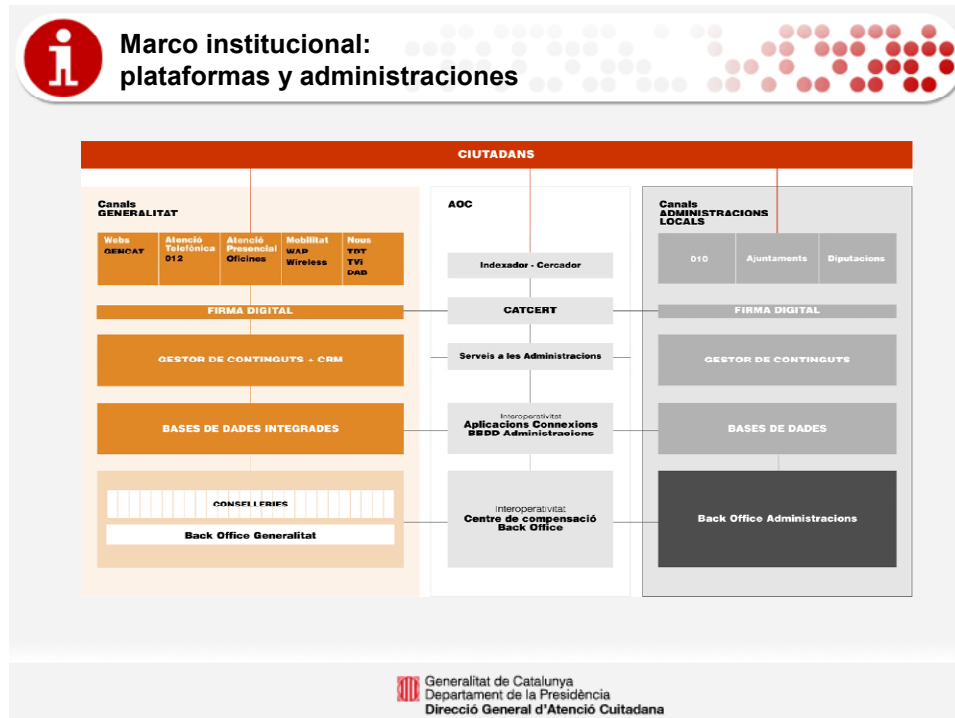 Marco institucional:
plataformas y administraciones
CIUTADANS
Canals
GENERALITAT
Webs
GENCAT
Atenció
Telefònica
012
Atenció
Presencial
Oficines
Mobilitat
WAP
Wireless
Nous
TDT
TVi
DAB
FIRMA DIGITAL
GESTOR DE CONTINGUTS + CRM
BASES DE DADES INTEGRADES
CONSELLERIES
Back Office Generalitat
AOC
Indexador - Cercador
CATCERT
Serveis a les Administracions
Interoperativitat
Aplicacions Connexions
BBDD Administracions
Interoperativitat
Centre de compensació
Back Office
Canals
ADMINISTRACIONS
LOCALS
010
Ajuntaments
Diputacions
FIRMA DIGITAL
GESTOR DE CONTINGUTS
BASES DE DADES
Back Office Administracions
Generalitat de Catalunya
Departament de la Presidència
Direcció General d'Atenció Cuitadana